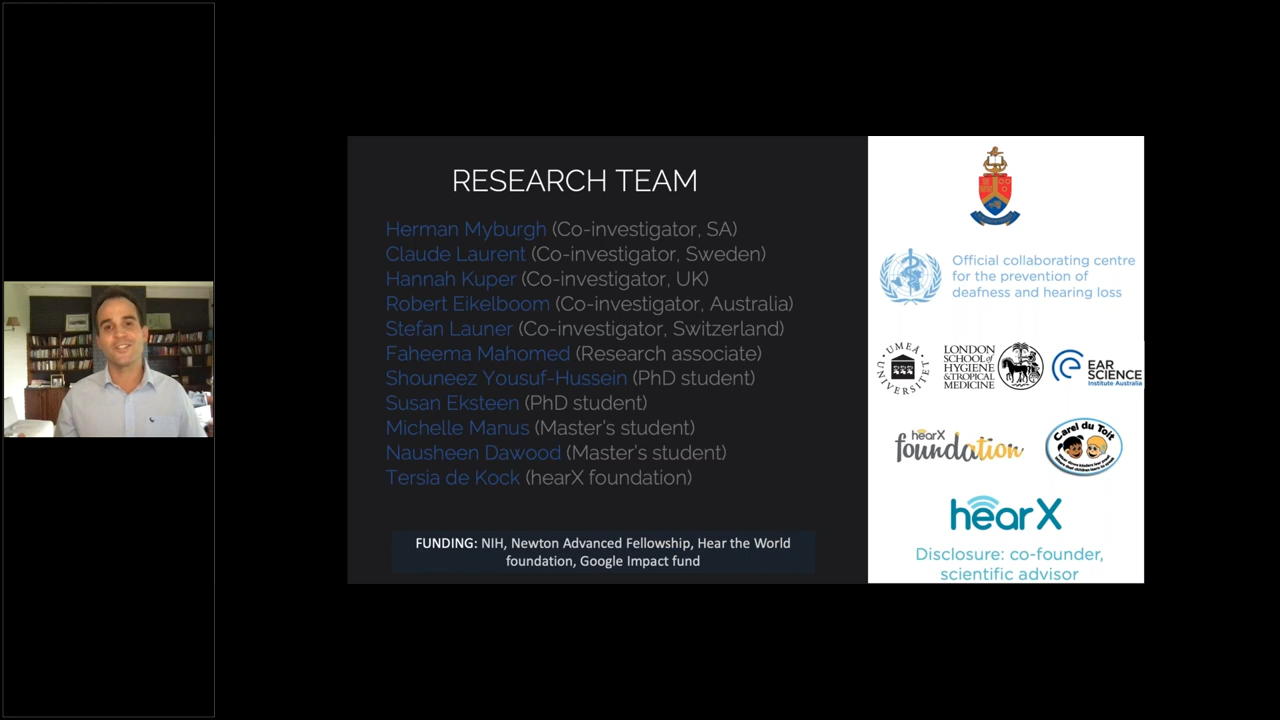 RESEARCH TEAM
Herman Myburgh (Co-investigator, SA)
Claude Laurent (Co-investigator, Sweden)
Hannah Kuper (Co-investigator, UK)
Robert Eikelboom (Co-investigator, Australia)
Stefan Launer (Co-investigator, Switzerland)
Faheema Mahomed (Research associate)
Shouneez Yousuf-Hussein (PhD student)
Susan Eksteen (PhD student)
Michelle Manus (Master's student)
Nausheen Dawood (Master's student)
Tersia de Kock (hearX foundation)
FUNDING: NIH, Newton Advanced Fellowship, Hear the World
foundation, Google Impact fund
Official collaborating centre
for the prevention of
deafness and hearing loss
UMEÅ
UNIVERSITET
LONDON
SCHOOL of
HYGIENE
&TROPICAL
MEDICINE
EAR
SCIENCE
Institute Australia
hearX
foundation
Carel du Toit
hearX
Disclosure: co-founder,
scientific advisor